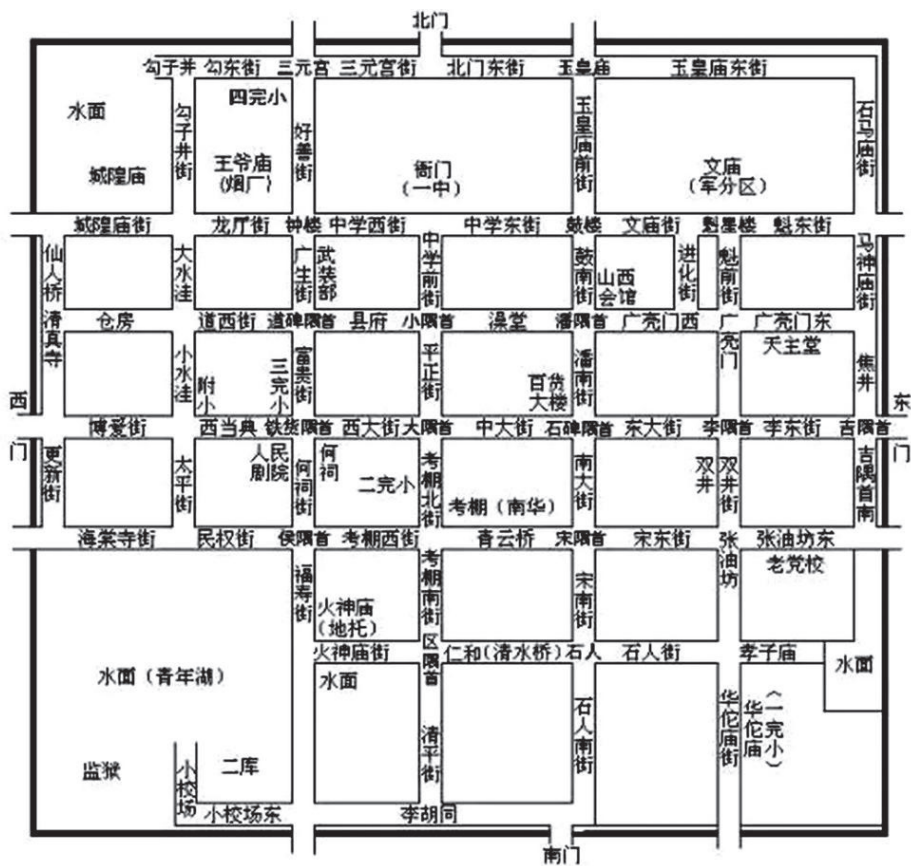 北门
勾子井 勾东街 三元宫 三元宫街 北门东街 玉皇庙 玉皇庙东街
四完小
水面
勾子井街
好善街
玉皇庙前街
石马庙街
城隍庙
王爷庙
(烟厂)
衙门
(一中)
文庙
(军分区)
城隍庙街 龙厅街 钟楼 中学西街 中学东街 鼓楼 文庙街 魁星楼 魁东街
仙人桥
大水洼
广生街
武装部
中学前街
鼓南街
山西
会馆
进化街
魁前街
马神庙街
清真寺
仓房 道西街 道碑隅首 县府 小隅首 澡堂 潘隅首 广亮门西 广亮门东
广亮门
天主堂
小水洼
附小
三完小
富贵街
平正街
百货
大楼
潘南街
焦井
西门
东门
博爱街 西当典 铁货隅首 西大街 大隅首 中大街 石碑隅首 东大街 李隅首 李东街 吉隅首
更新街
太平街
人民
剧院
何祠街
何祠
二完小
考棚北街
考棚(南华)
南大街
双井
双井街
吉隅首南
海棠寺街 民权街 侯隅首 考棚西街 青云桥 宋隅首 宋东街 张油坊 张油坊东
福寿街
火神庙
(地托)
考棚南街
宋南街
老党校
火神庙街 区隅首 仁和(清水桥) 石人 石人街 孝子庙
水面(青年湖)
水面
水面
清平街
石人南街
华佗庙街
华佗庙
(一完小)
监狱
小校场
二库
小校场东 李胡同
南门